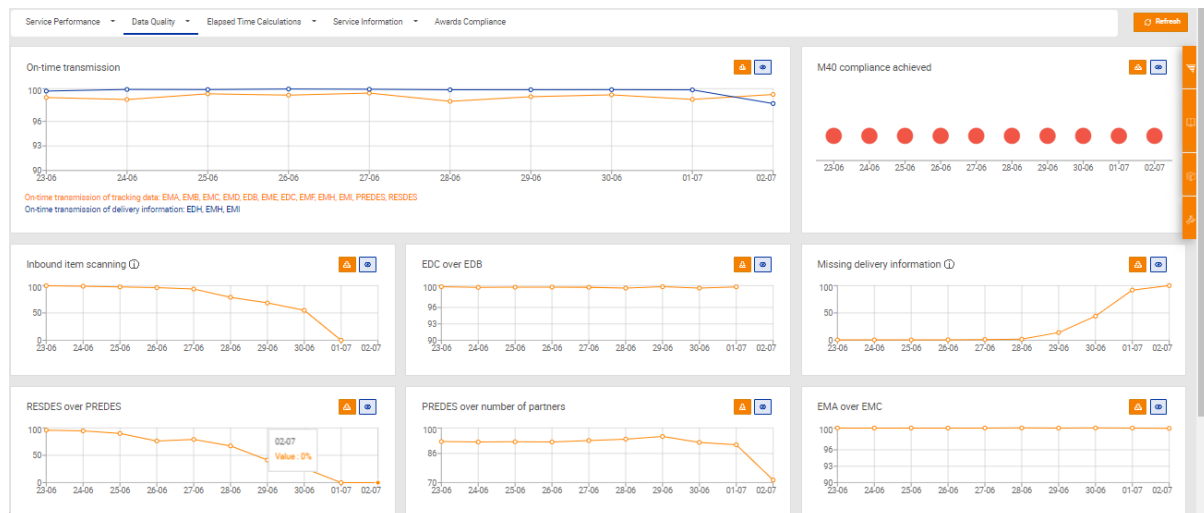 Service Performance Data Quality Elapsed Time Calculations Service Information Awards Compliance Refresh
On-time transmission
100
96
93
90
23-06 24-06 25-06 26-06 27-06 28-06 29-06 30-06 01-07 02-07
On-time transmission of tracking data: EMA, EMB, EMC, EMD, EDB, EME, EDC, EMF, EMH, EMI, PREDES, RESDES
On-time transmission of delivery information: EDH, EMH, EMI
M40 compliance achieved
23-06 24-06 25-06 26-06 27-06 28-06 29-06 30-06 01-07 02-07
Inbound item scanning
100
50
0
23-06 24-06 25-06 26-06 27-06 28-06 29-06 30-06 01-07 02-07
EDC over EDB
100
96
93
90
23-06 24-06 25-06 26-06 27-06 28-06 29-06 30-06 01-07 02-07
Missing delivery information
100
50
0
23-06 24-06 25-06 26-06 27-06 28-06 29-06 30-06 01-07 02-07
RESDES over PREDES
100
50
0
02-07
Value : 0%
23-06 24-06 25-06 26-06 27-06 28-06 29-06 30-06 01-07 02-07
PREDES over number of partners
100
86
70
23-06 24-06 25-06 26-06 27-06 28-06 29-06 30-06 01-07 02-07
EMA over EMC
100
96
93
90
23-06 24-06 25-06 26-06 27-06 28-06 29-06 30-06 01-07 02-07